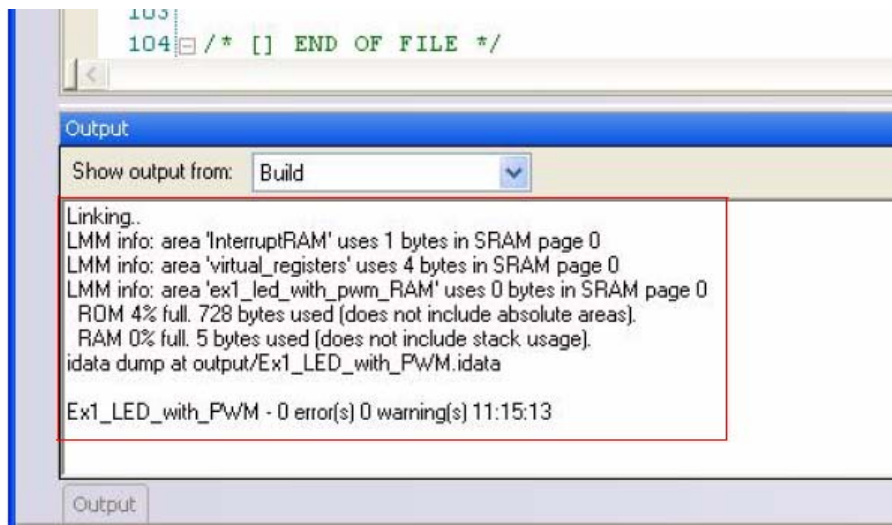 103
104 /* [] END OF FILE */
Output
Show output from: Build
Linking..
LMM info: area 'InterruptRAM' uses 1 bytes in SRAM page 0
LMM info: area 'virtual_registers' uses 4 bytes in SRAM page 0
LMM info: area 'ex1_led_with_pwm_RAM' uses 0 bytes in SRAM page 0
ROM 4% full. 728 bytes used (does not include absolute areas).
RAM 0% full. 5 bytes used (does not include stack usage).
idata dump at output/Ex1_LED_with_PWM.idata
Ex1_LED_with_PWM - 0 error(s) 0 warning(s) 11:15:13
Output